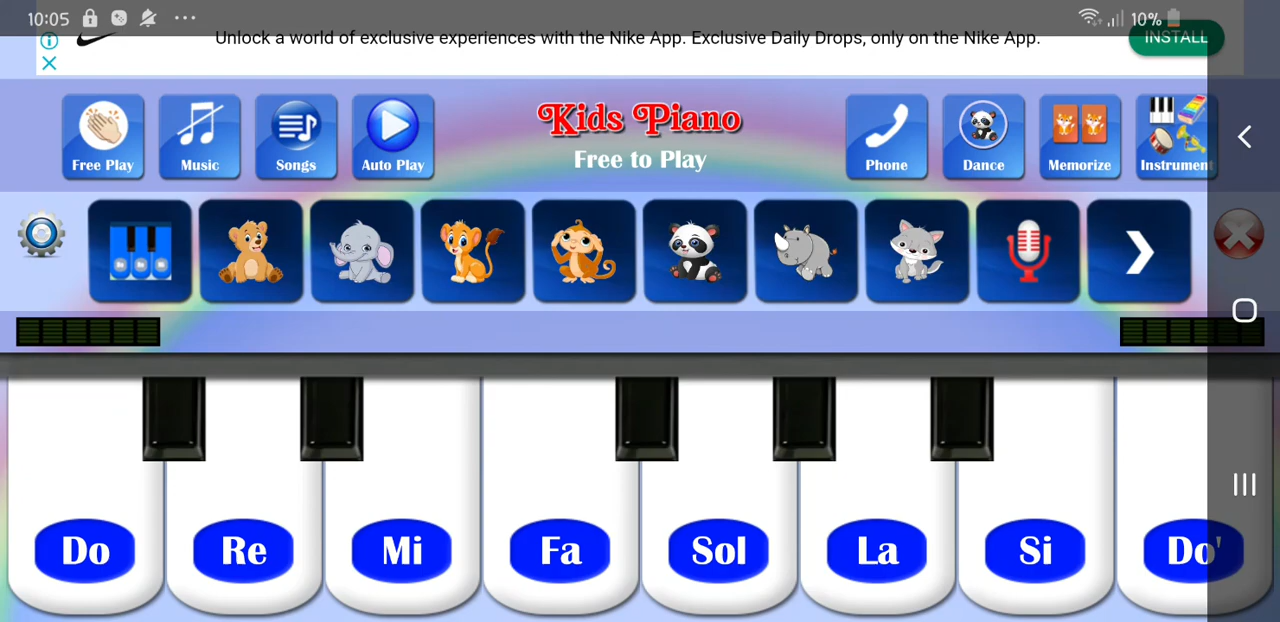 10:05
10%
Unlock a world of exclusive experiences with the Nike App. Exclusive Daily Drops, only on the Nike App.
INSTALL
Free Play
Music
Songs
Auto Play
Kids Piano
Free to Play
Phone
Dance
Memorize
Instrument
Do
Re
Mi
Fa
Sol
La
Si
Do'